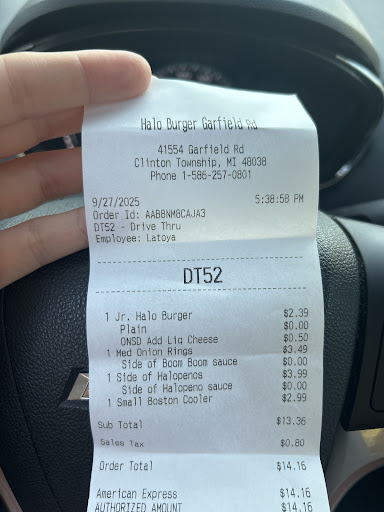 Halo Burger Garfield Rd
41554 Garfield Rd
Clinton Township, MI 48038
Phone 1-586-257-0801
9/27/2025 5:38:58 PM
Order Id: AAB8NM8CAJA3
DT52 - Drive Thru
Employee: Latoya
DT52
1 Jr. Halo Burger $2.39
Plain $0.00
ONSD Add Liq Cheese $0.50
1 Med Onion Rings $3.49
Side of Boom Boom sauce $0.00
1 Side of Halopenos $3.99
Side of Halopeno sauce $0.00
1 Small Boston Cooler $2.99
Sub Total $13.36
Sales Tax $0.80
Order Total $14.16
American Express $14.16
AUTHORIZED AMOUNT $14.16